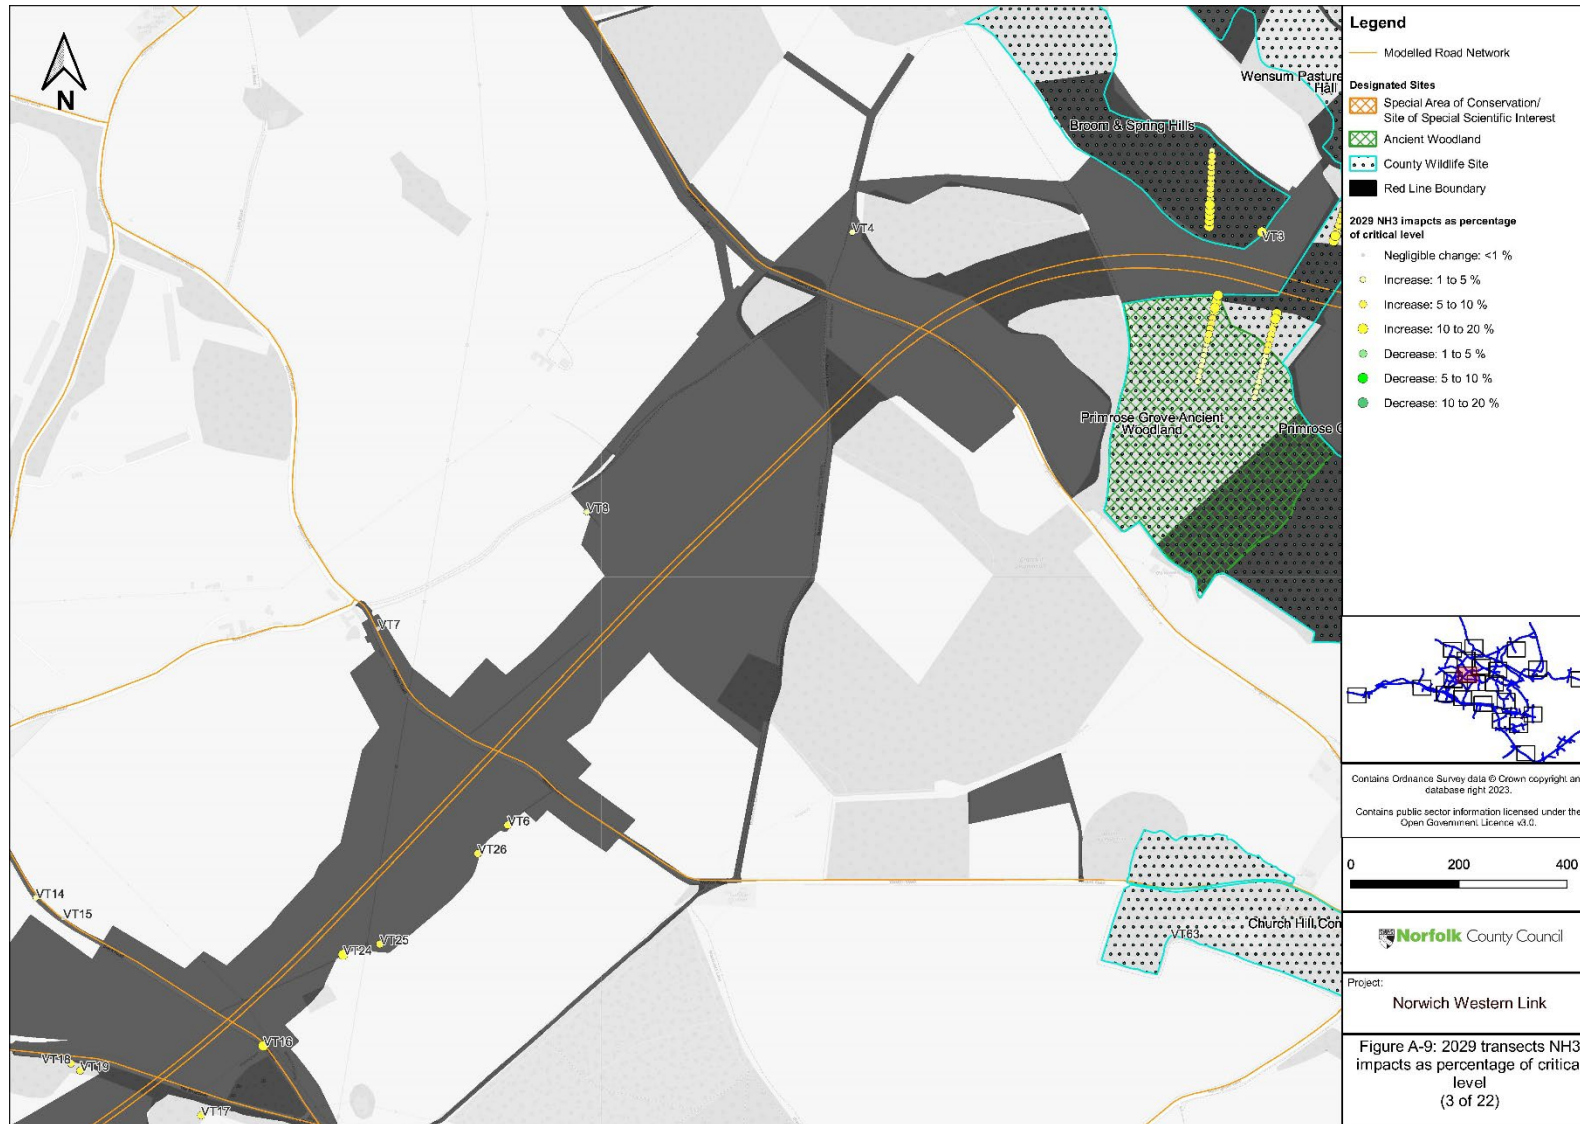 N
Wensum Pasture
Hall
Broom & Spring Hills
VT4
VT3
Primrose Grove Ancient
Woodland
Primrose G
VT8
VT7
VT6
VT26
VT14
VT15
VT25
VT24
VT16
VT18
VT19
VT17
Church Hill Con
VT63
Legend
Modelled Road Network
Designated Sites
Special Area of Conservation/
Site of Special Scientific Interest
Ancient Woodland
County Wildlife Site
Red Line Boundary
2029 NH3 imapcts as percentage
of critical level
Negligible change: <1 %
Increase: 1 to 5 %
Increase: 5 to 10 %
Increase: 10 to 20 %
Decrease: 1 to 5 %
Decrease: 5 to 10 %
Decrease: 10 to 20 %
Contains Ordnance Survey data © Crown copyright an
database right 2023.
Contains public sector information licensed under the
Open Government Licence v3.0.
0 200 400
Norfolk County Council
Project:
Norwich Western Link
Figure A-9: 2029 transects NH3
impacts as percentage of critica
level
(3 of 22)